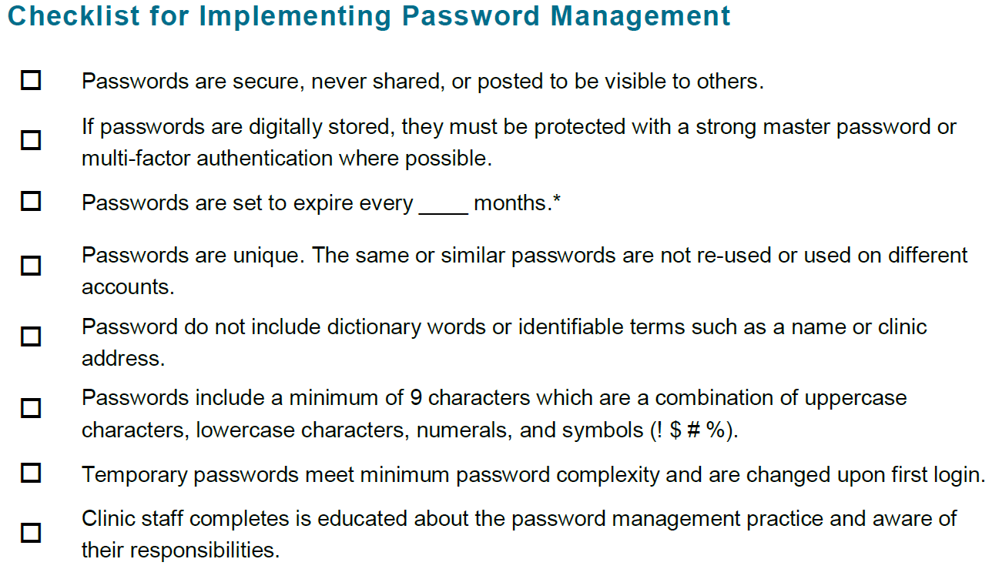 Checklist for Implementing Password Management
Passwords are secure, never shared, or posted to be visible to others.
If passwords are digitally stored, they must be protected with a strong master password or
multi-factor authentication where possible.
Passwords are set to expire every ____ months.*
Passwords are unique. The same or similar passwords are not re-used or used on different
accounts.
Password do not include dictionary words or identifiable terms such as a name or clinic
address.
Passwords include a minimum of 9 characters which are a combination of uppercase
characters, lowercase characters, numerals, and symbols (! $ # %).
Temporary passwords meet minimum password complexity and are changed upon first login.
Clinic staff completes is educated about the password management practice and aware of
their responsibilities.